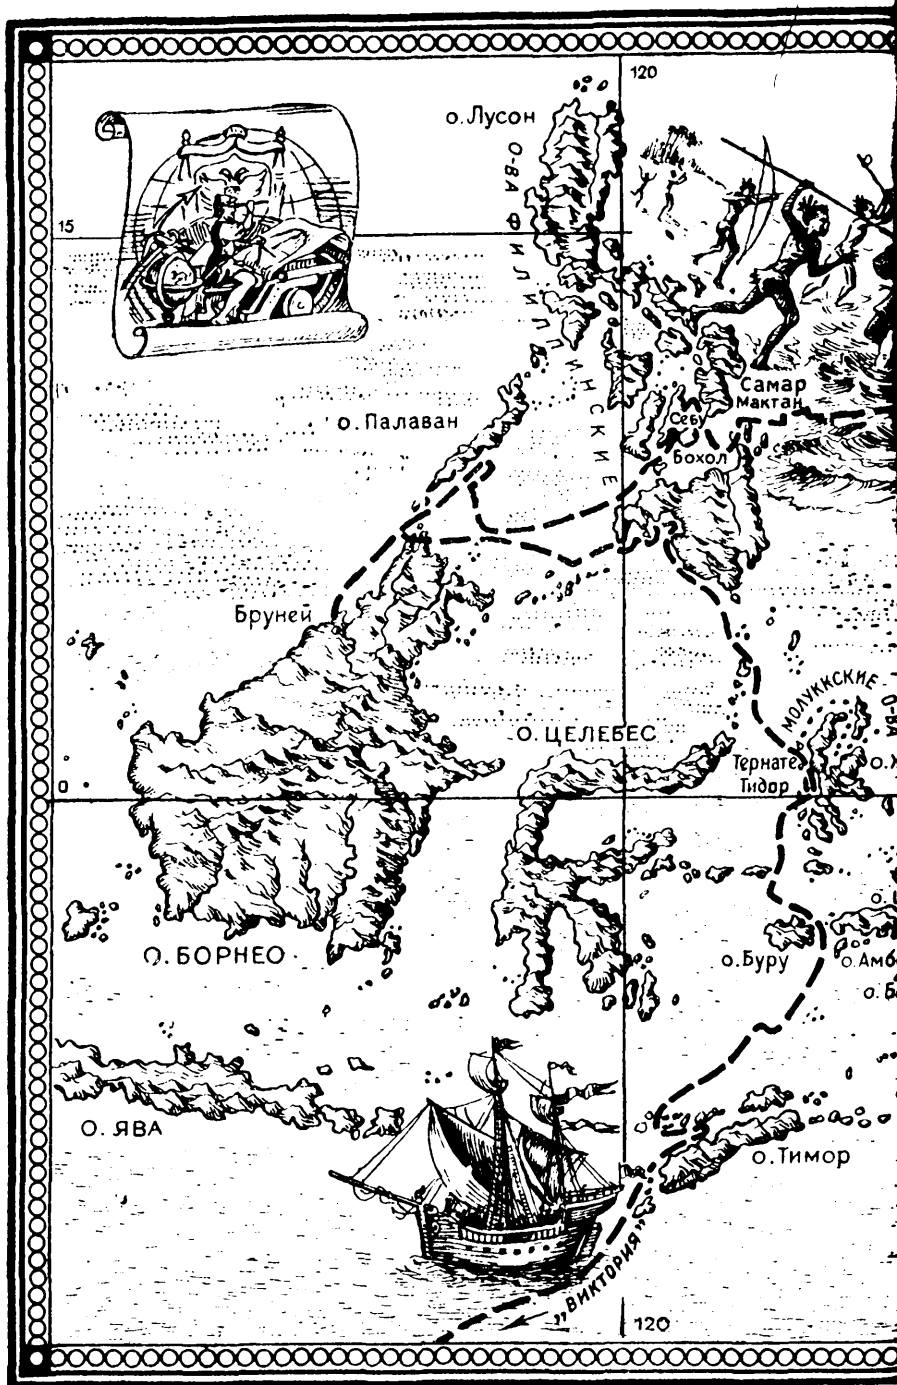 120
о. Лусон
О-ВА ФИЛИППИНСКИЕ
15
Самар
Мактан
о. Палаван
Себу
Бохол
Бруней
МОЛУККСКИЕ О-ВА
О. ЦЕЛЕБЕС
Тернате
Тидор
о.
0
О. БОРНЕО
о. Буру
о.
о. Амб
о. Б
О. ЯВА
о. Тимор
„ВИКТОРИЯ”
120